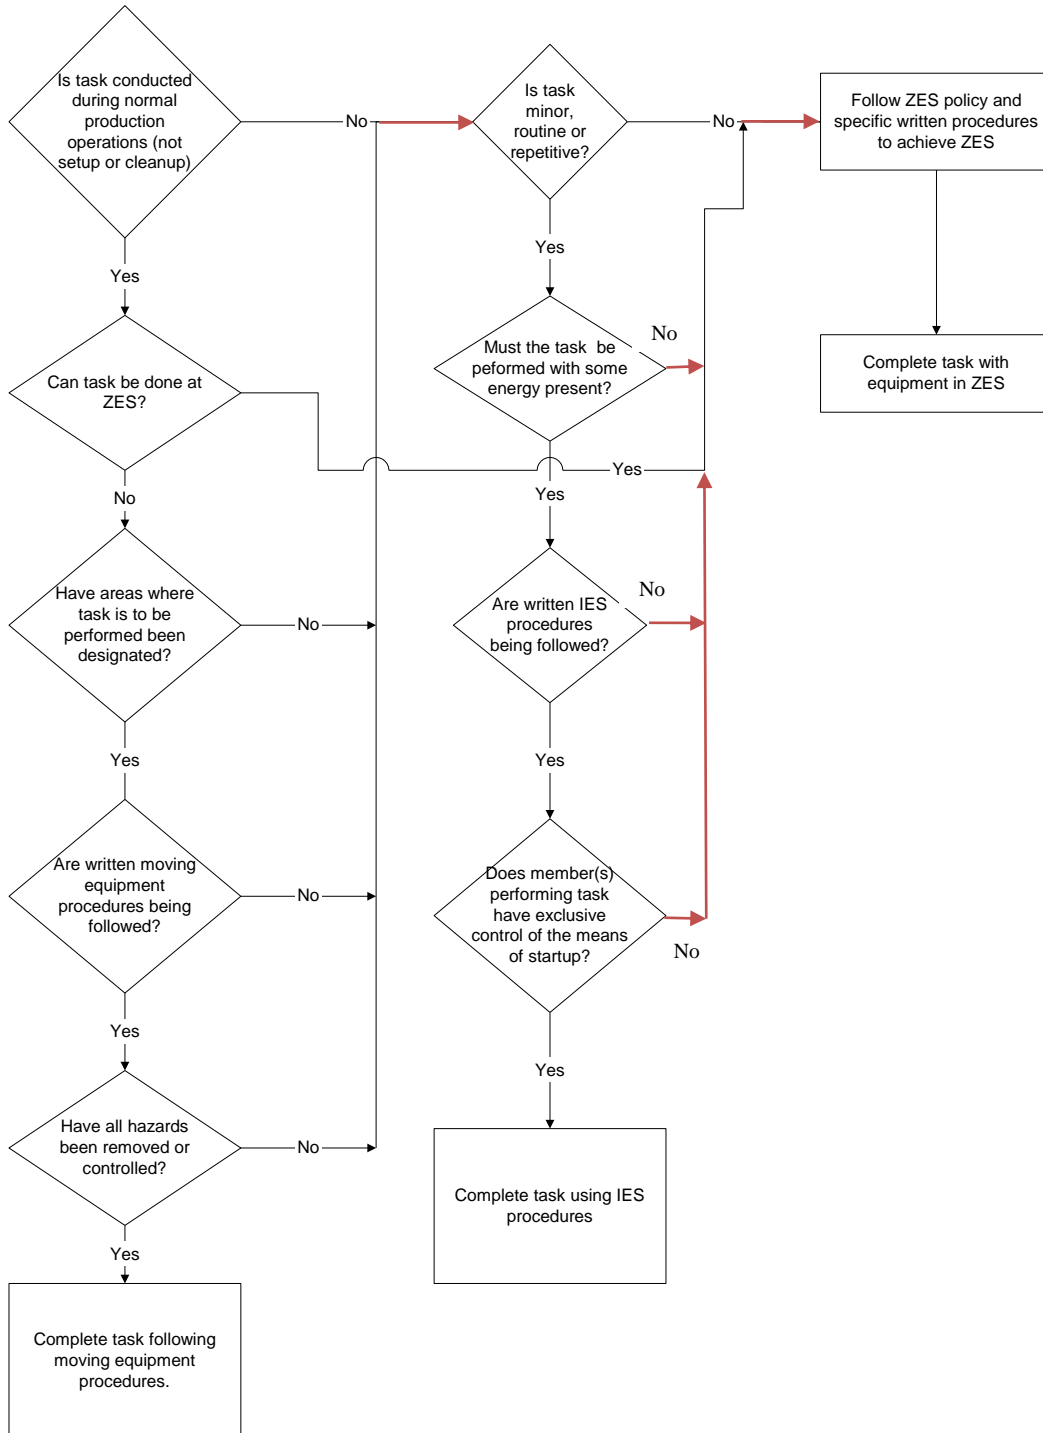 Is task conducted
during normal
production
operations (not
setup or cleanup)
No
Is task
minor,
routine or
repetitive?
No
Follow ZES policy and
specific written procedures
to achieve ZES
Yes
Yes
Can task be done at
ZES?
Must the task  be
peformed with some
energy present?
No
Complete task with
equipment in ZES
Yes
No
Yes
Have areas where
task is to be
performed been
designated?
No
Are written IES
procedures
being followed?
No
Yes
Yes
Are written moving
equipment
procedures being
followed?
No
Does member(s)
performing task
have exclusive
control of the means
of startup?
No
Yes
Yes
Have all hazards
been removed or
controlled?
No
Complete task using IES
procedures
Yes
Complete task following
moving equipment
procedures.